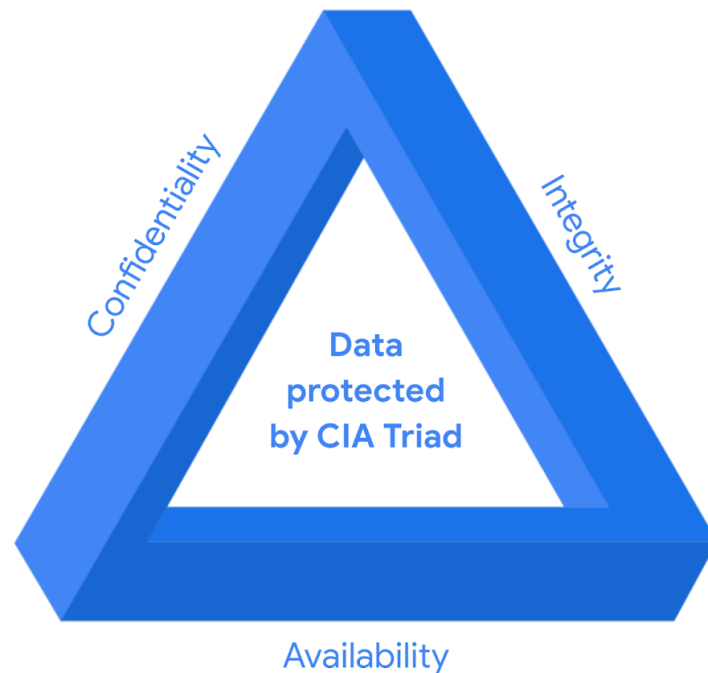 Confidentiality
Integrity
Data
protected
by CIA Triad
Availability